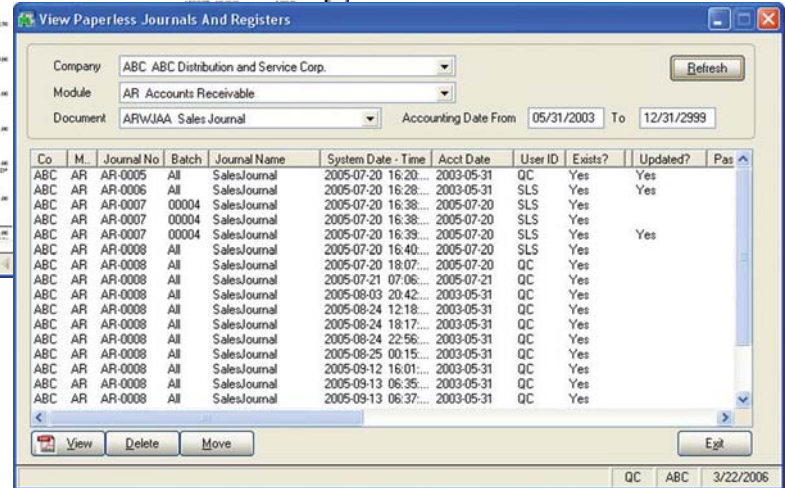 View Paperless Journals And Registers
Company ABC ABC Distribution and Service Corp. Refresh
Module AR Accounts Receivable
Document ARWJAA Sales Journal Accounting Date From 05/31/2003 To 12/31/2999
Co M.. Journal No Batch Journal Name System Date - Time Acct Date User ID Exists? Updated? Pas
ABC AR AR-0005 All SalesJournal 2005-07-20 16:20:... 2003-05-31 QC Yes Yes
ABC AR AR-0006 All SalesJournal 2005-07-20 16:28:... 2003-05-31 SLS Yes Yes
ABC AR AR-0007 00004 SalesJournal 2005-07-20 16:38:... 2005-07-20 SLS Yes
ABC AR AR-0007 00004 SalesJournal 2005-07-20 16:38:... 2005-07-20 SLS Yes
ABC AR AR-0007 00004 SalesJournal 2005-07-20 16:39:... 2005-07-20 SLS Yes Yes
ABC AR AR-0008 All SalesJournal 2005-07-20 16:40:... 2003-05-31 SLS Yes
ABC AR AR-0008 All SalesJournal 2005-07-20 18:07:... 2005-07-20 QC Yes
ABC AR AR-0008 All SalesJournal 2005-07-21 07:06:... 2005-07-21 QC Yes
ABC AR AR-0008 All SalesJournal 2005-08-03 20:42:... 2003-05-31 QC Yes
ABC AR AR-0008 All SalesJournal 2005-08-24 12:18:... 2003-05-31 QC Yes
ABC AR AR-0008 All SalesJournal 2005-08-24 18:17:... 2003-05-31 QC Yes
ABC AR AR-0008 All SalesJournal 2005-08-24 22:56:... 2003-05-31 QC Yes
ABC AR AR-0008 All SalesJournal 2005-08-25 00:15:... 2003-05-31 QC Yes
ABC AR AR-0008 All SalesJournal 2005-09-12 16:01:... 2003-05-31 QC Yes
ABC AR AR-0008 All SalesJournal 2005-09-13 06:35:... 2003-05-31 QC Yes
ABC AR AR-0008 All SalesJournal 2005-09-13 06:37:... 2003-05-31 QC Yes
View Delete Move Exit
QC ABC 3/22/2006